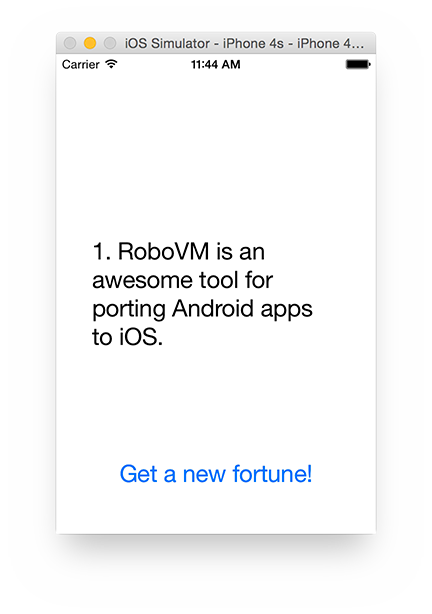 iOS Simulator - iPhone 4s - iPhone 4...
Carrier 11:44 AM
1. RoboVM is an
awesome tool for
porting Android apps
to iOS.
Get a new fortune!